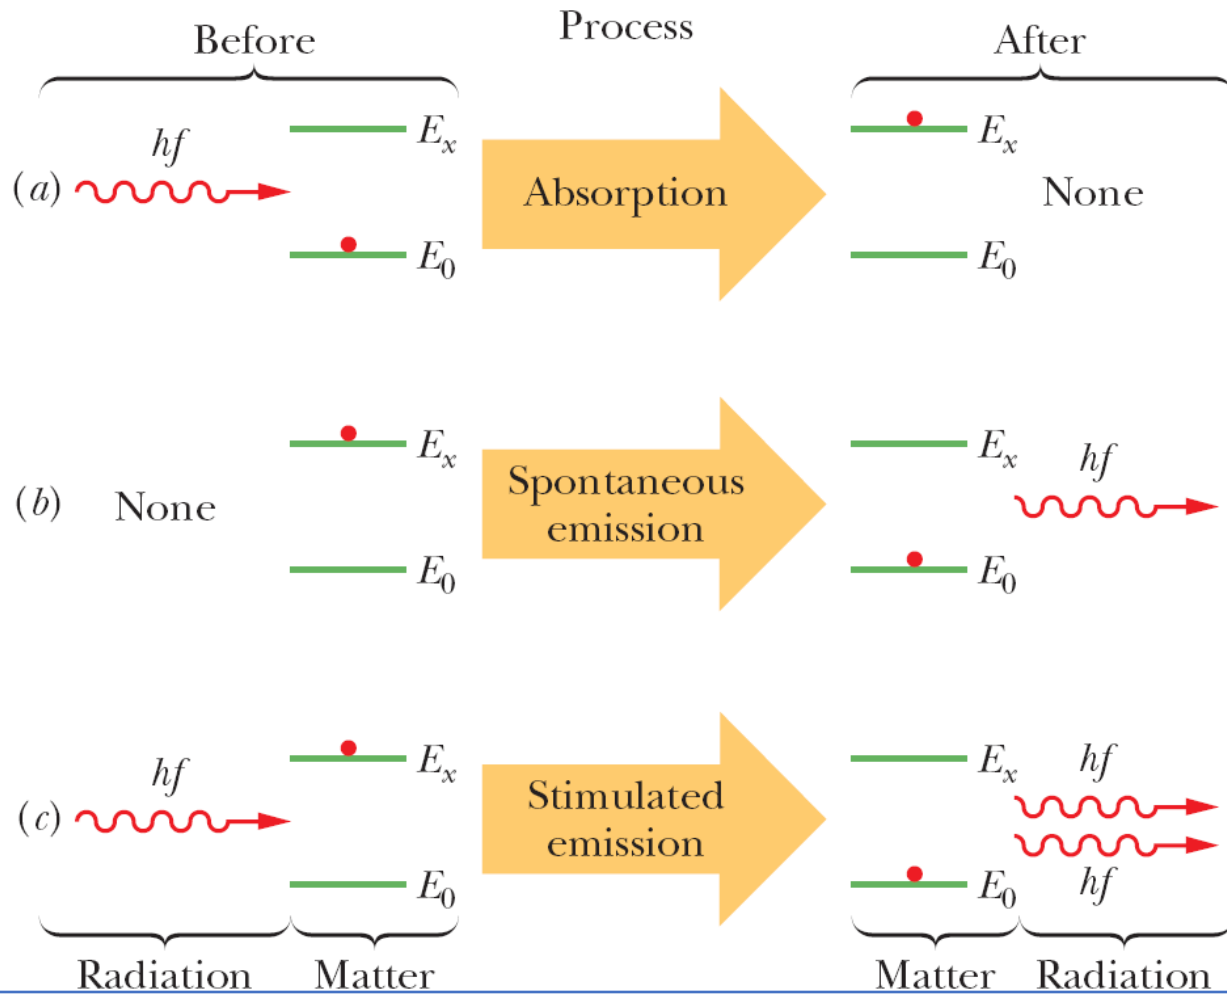 Before Process After
hf E_x E_x
(a) Absorption None
E_0 E_0
E_x E_x hf
(b) None Spontaneous
emission
E_0 E_0
hf E_x E_x hf
(c) Stimulated
emission
E_0 E_0 hf
Radiation Matter Matter Radiation